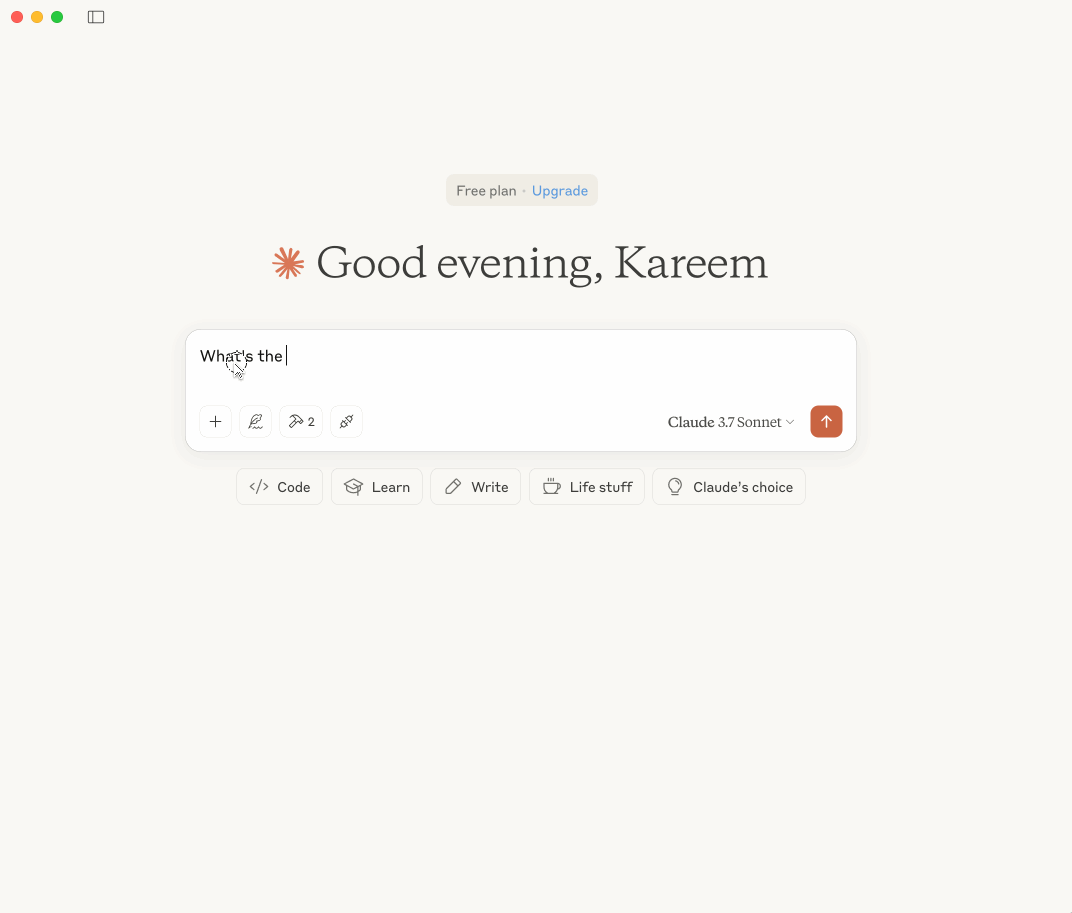 Free plan • Upgrade
Good evening, Kareem
What's the
2
Claude 3.7 Sonnet
Code
Learn
Write
Life stuff
Claude's choice